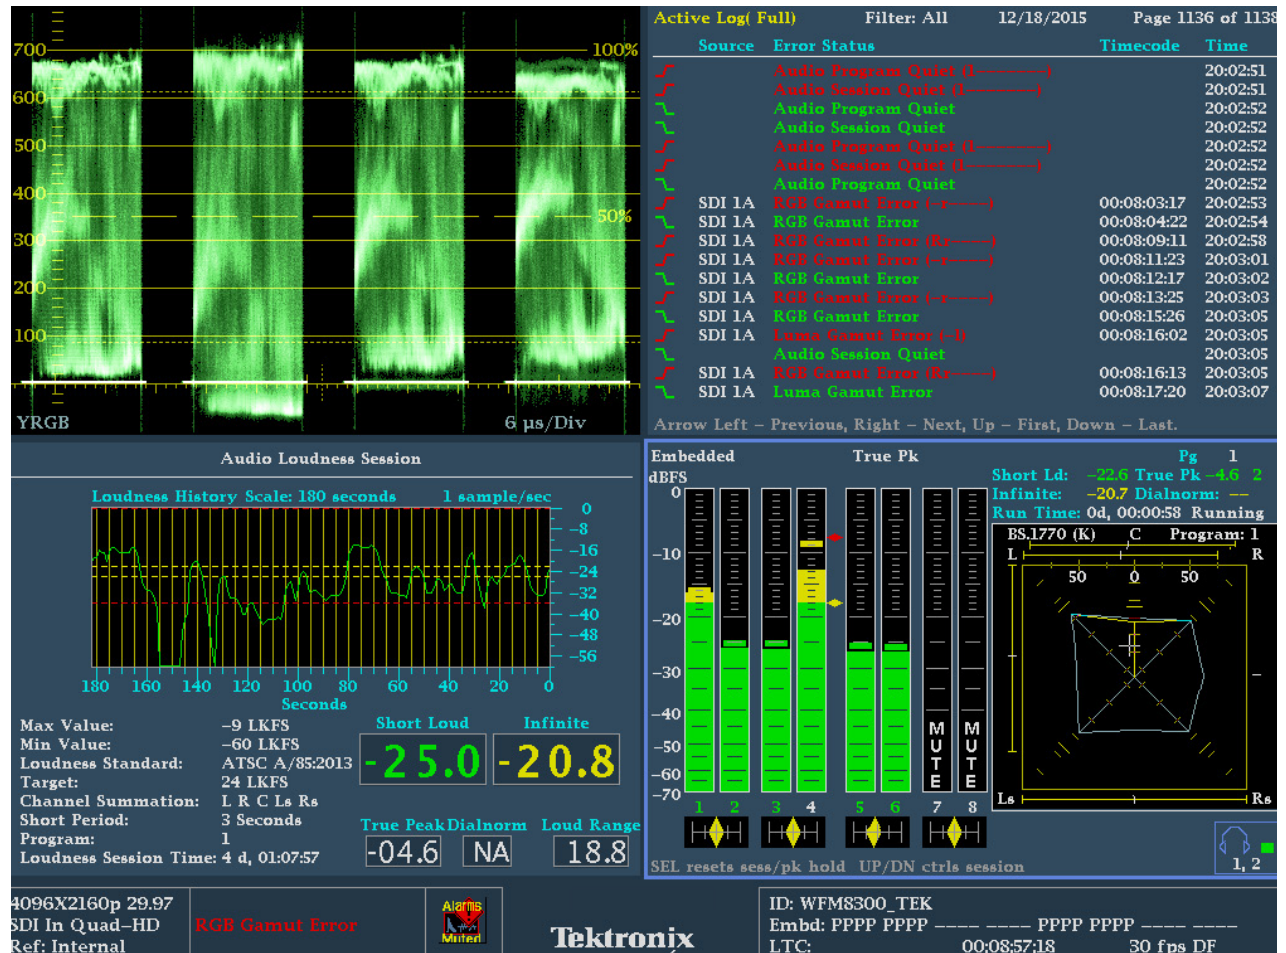 700
100%
600
500
400
50%
300
200
100
YRGB
6 µs/Div
Active Log( Full) Filter: All 12/18/2015 Page 1136 of 1138
Source Error Status Timecode Time
Audio Program Quiet (1----------) 20:02:51
Audio Session Quiet (1----------) 20:02:51
Audio Program Quiet 20:02:52
Audio Session Quiet 20:02:52
Audio Program Quiet (1----------) 20:02:52
Audio Session Quiet (1----------) 20:02:52
Audio Program Quiet 20:02:52
SDI 1A RGB Gamut Error (-r------) 00:08:03:17 20:02:53
SDI 1A RGB Gamut Error 00:08:04:22 20:02:54
SDI 1A RGB Gamut Error (Rr------) 00:08:09:11 20:02:58
SDI 1A RGB Gamut Error (-r------) 00:08:11:23 20:03:01
SDI 1A RGB Gamut Error 00:08:12:17 20:03:02
SDI 1A RGB Gamut Error (-r------) 00:08:13:25 20:03:03
SDI 1A RGB Gamut Error 00:08:15:26 20:03:05
SDI 1A Luma Gamut Error (-l) 00:08:16:02 20:03:05
Audio Session Quiet 20:03:05
SDI 1A RGB Gamut Error (Rr------) 00:08:16:13 20:03:05
SDI 1A Luma Gamut Error 00:08:17:20 20:03:07
Arrow Left – Previous, Right – Next, Up – First, Down – Last.
Audio Loudness Session
Loudness History Scale: 180 seconds 1 sample/sec
0
-8
-16
-24
-32
-40
-48
-56
180 160 140 120 100 80 60 40 20 0
Seconds
Max Value: -9 LKFS
Min Value: -60 LKFS
Loudness Standard: ATSC A/85:2013
Target: 24 LKFS
Channel Summation: L R C Ls Rs
Short Period: 3 Seconds
Program: 1
Loudness Session Time: 4 d, 01:07:57
Short Loud Infinite
-25.0 -20.8
True Peak Dialnorm Loud Range
-04.6 NA 18.8
Embedded True Pk Pg 1
dBFS
0
-10
-20
-30
-40
-50
-60
-70
MUTE MUTE
1 2 3 4 5 6 7 8
Short Ld: -22.6 True Pk -4.6 2
Infinite: -20.7 Dialnorm: --
Run Time: 0d, 00:00:58 Running
BS.1770 (K) C Program: 1
L R
50 0 50
Ls Rs
SEL resets sess/pk hold UP/DN ctrls session
1, 2
4096X2160p 29.97
SDI In Quad-HD
Ref: Internal
RGB Gamut Error
Alarms
Muted
Tektronix
ID: WFM8300_TEK
Embd: PPPP PPPP ---- ---- PPPP PPPP ---- ----
LTC: 00:08:57:18 30 fps DF